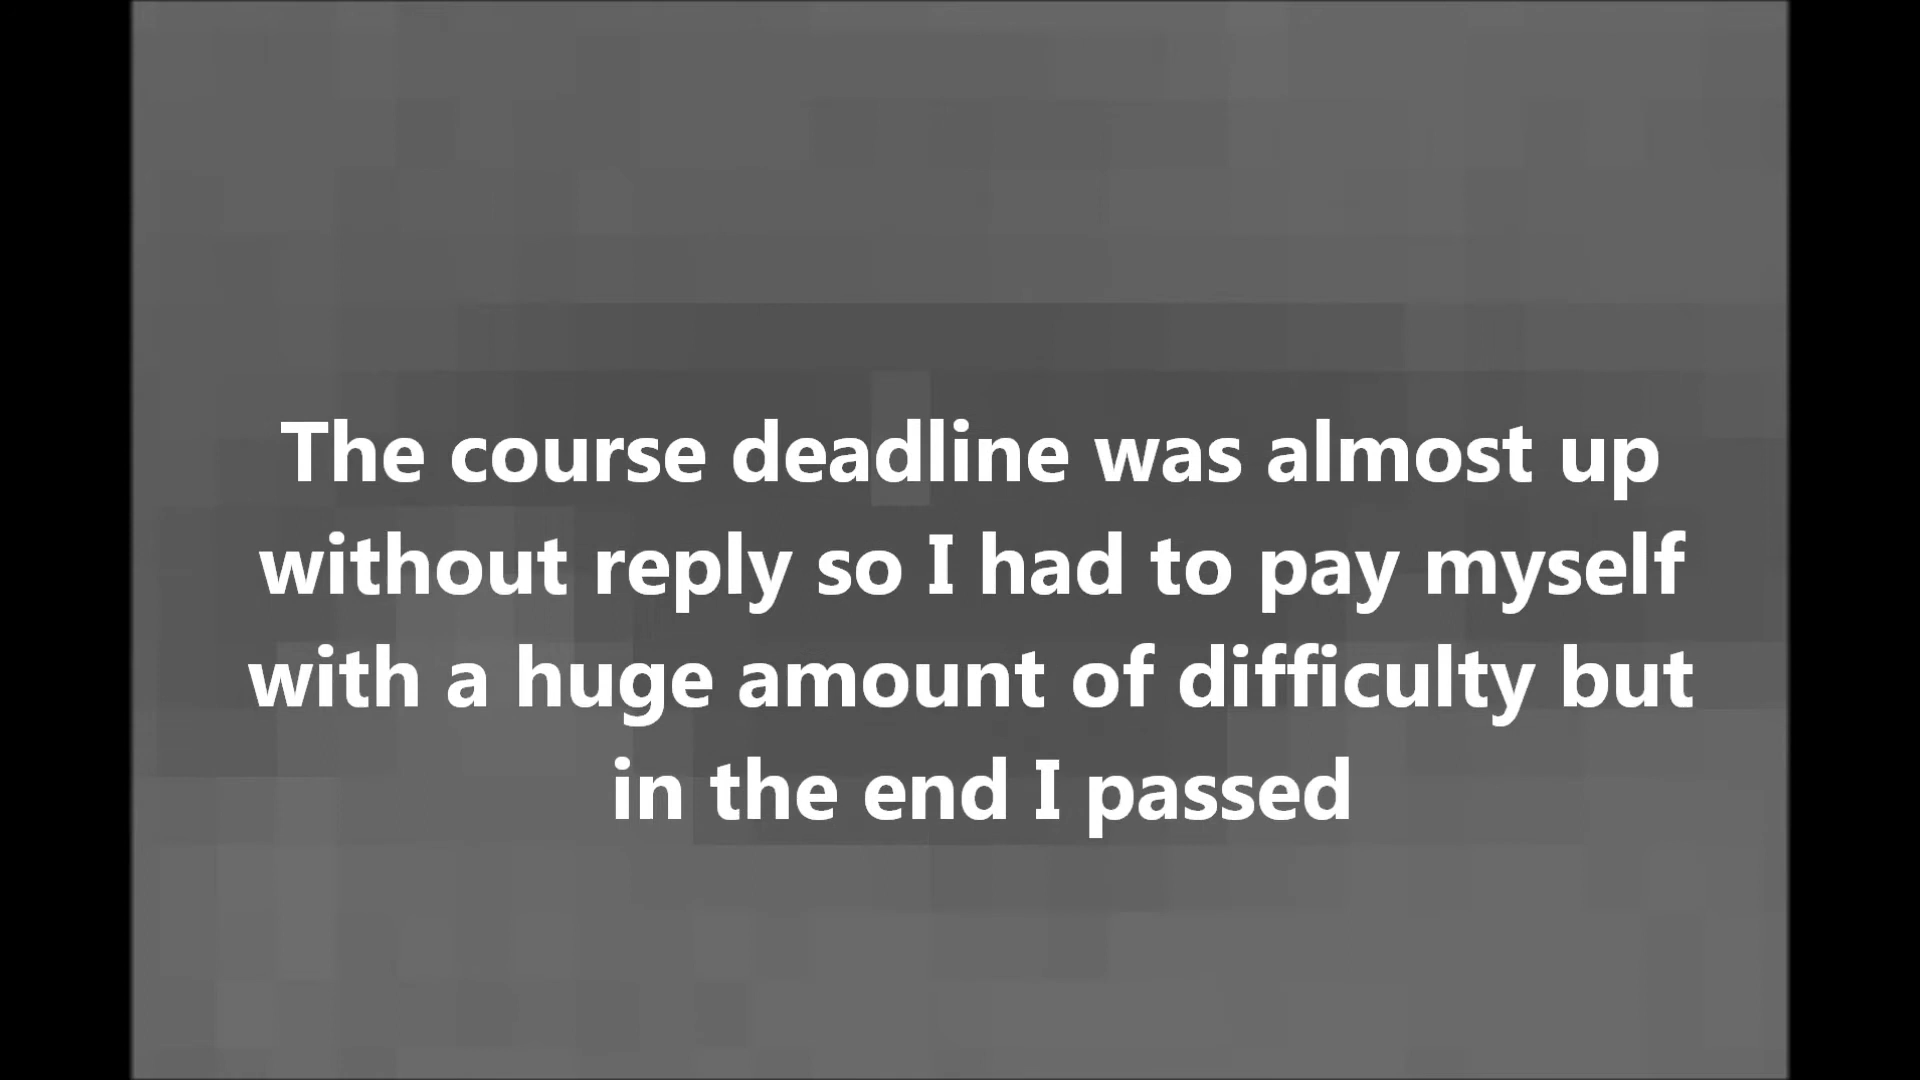 The course deadline was almost up
without reply so I had to pay myself
with a huge amount of difficulty but
in the end I passed